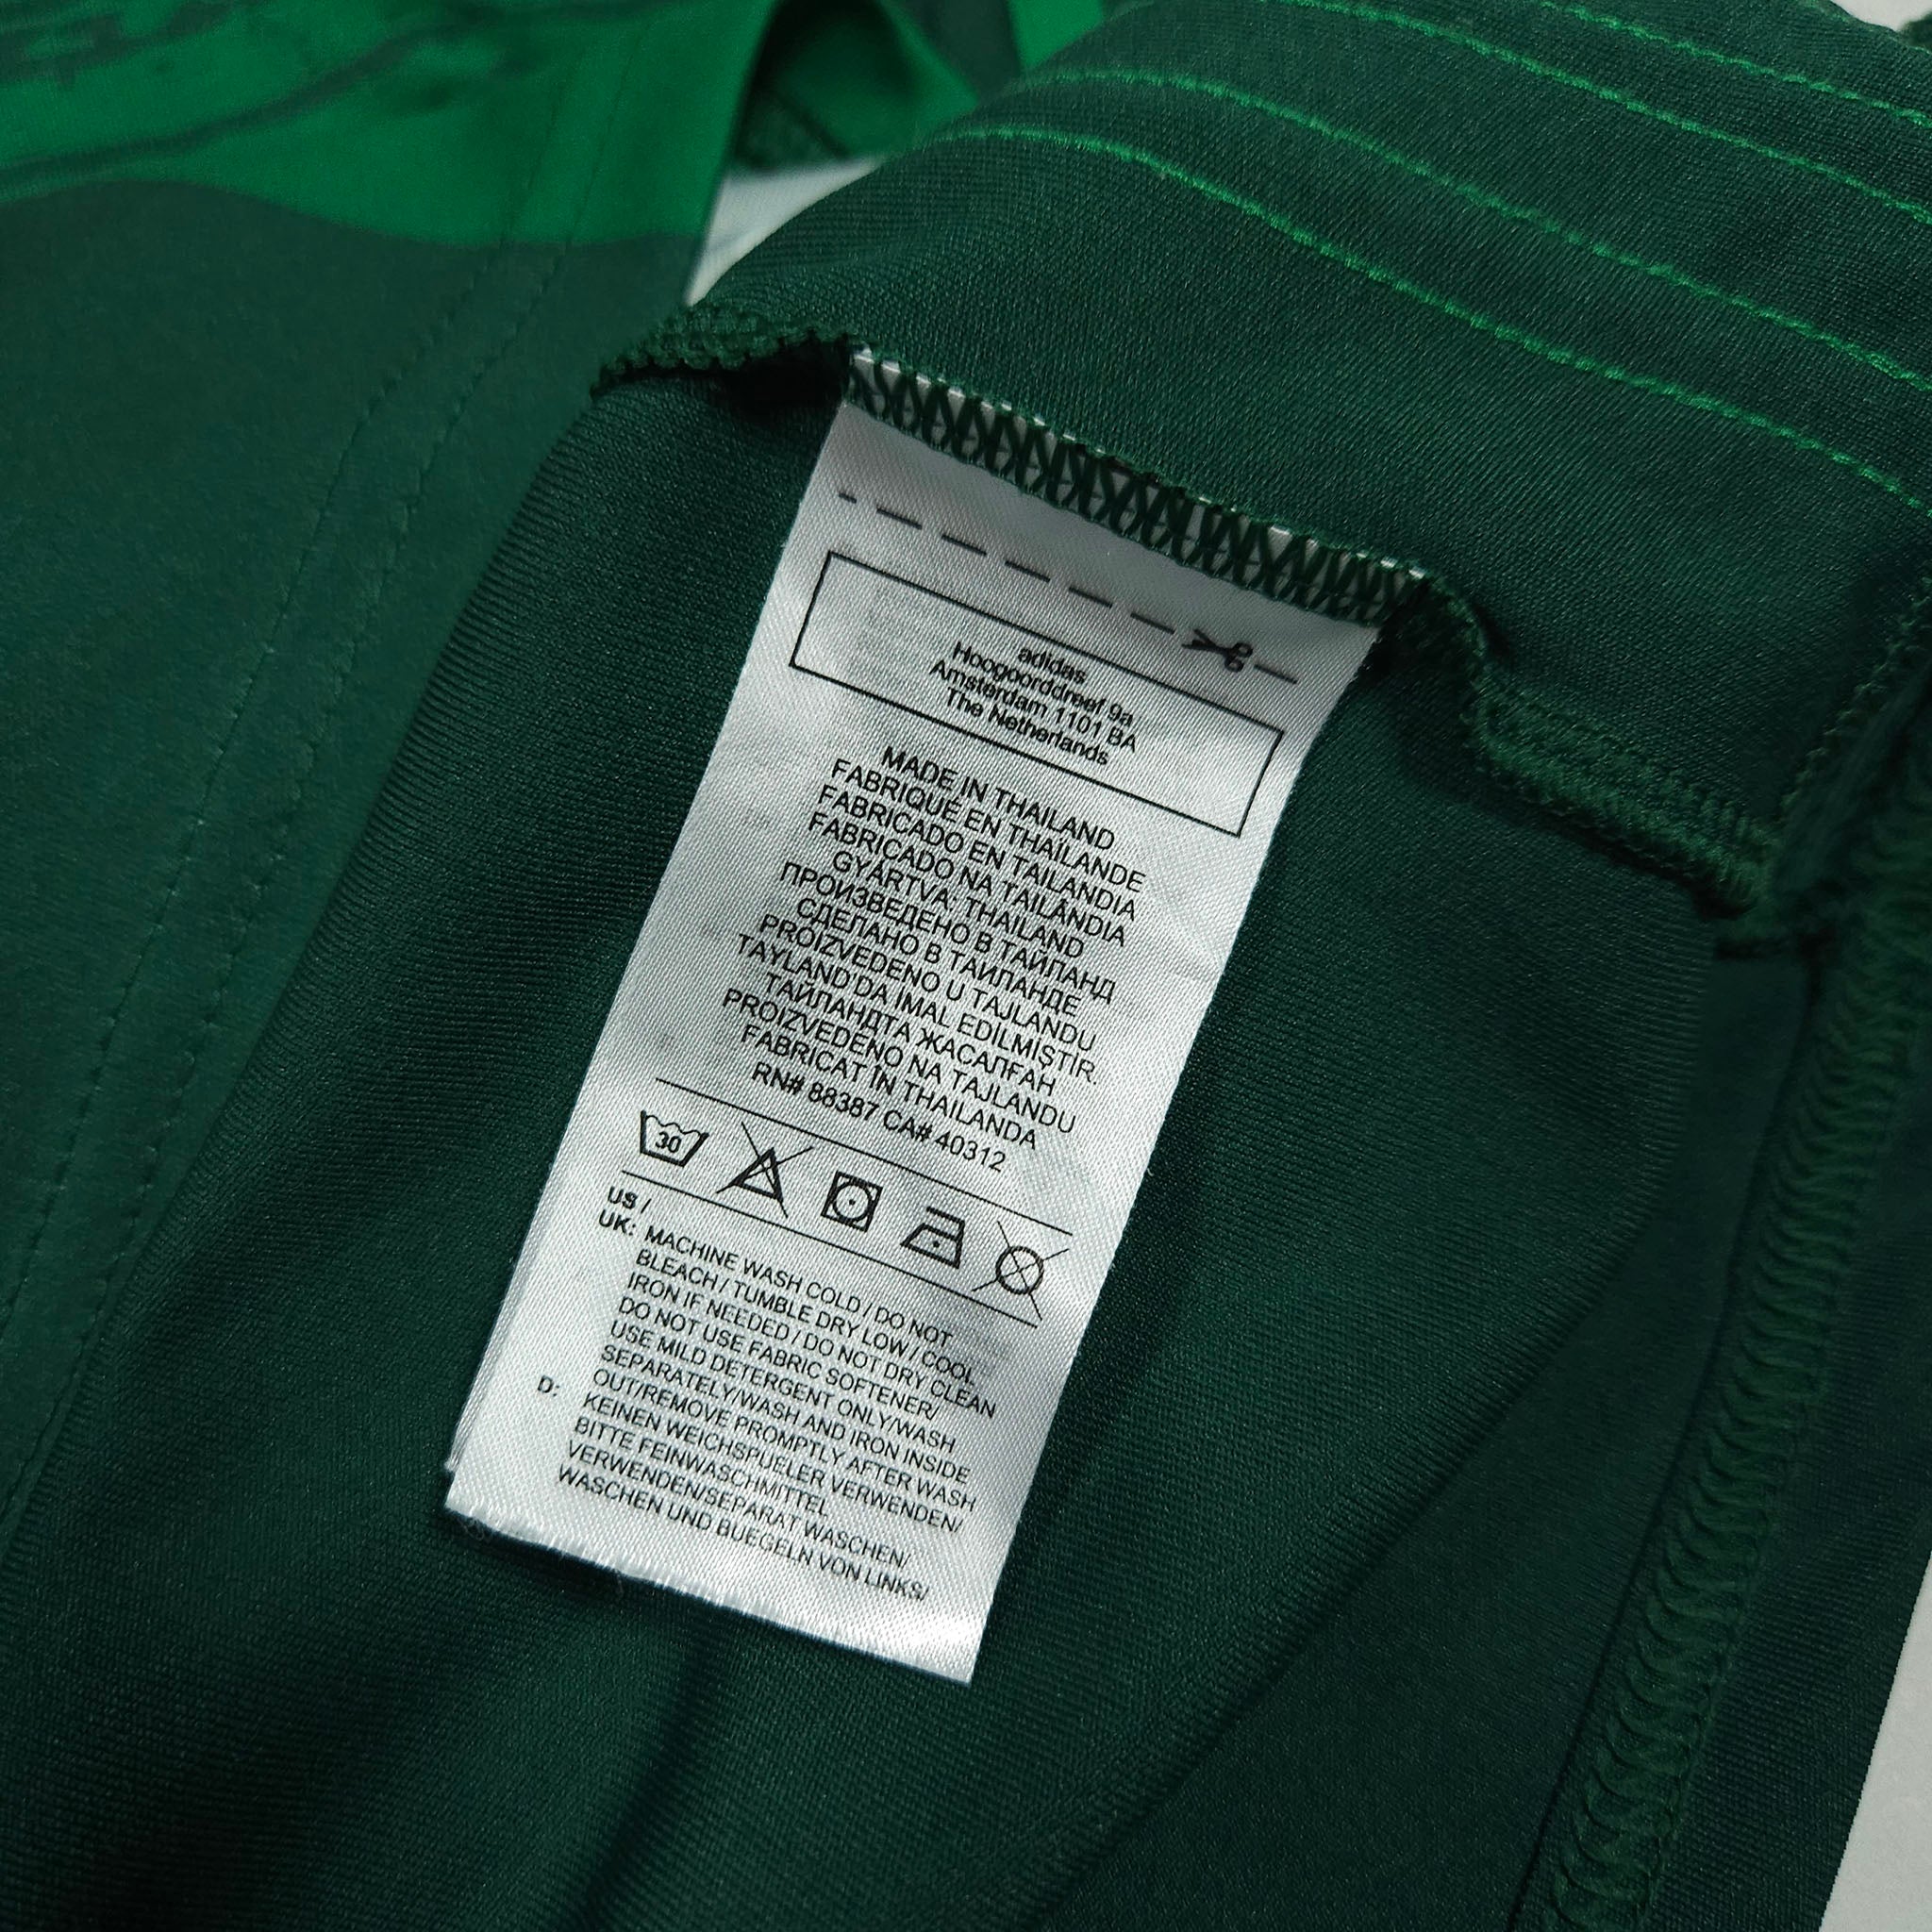 adidas
Hoogoorddreef 9a
Amsterdam 1101 BA
The Netherlands
MADE IN THAILAND
FABRIQUÉ EN THAÏLANDE
FABRICADO EN TAILANDIA
FABRICADO NA TAILÂNDIA
GYÁRTVA: THAILAND
ПРОИЗВЕДЕНО В ТАЙЛАНД
СДЕЛАНО В ТАИЛАНДЕ
PROIZVEDENO U TAJLANDU
TAYLAND'DA İMAL EDİLMİŞTİR.
ТАЙЛАНДТА ЖАСАЛҒАН
PROIZVEDENO NA TAJLANDU
FABRICAT ÎN THAILANDA
RN# 88387 CA# 40312
30
US /
UK: MACHINE WASH COLD / DO NOT
BLEACH / TUMBLE DRY LOW / COOL
IRON IF NEEDED / DO NOT DRY CLEAN
DO NOT USE FABRIC SOFTENER/
USE MILD DETERGENT ONLY/WASH
SEPARATELY/WASH AND IRON INSIDE
OUT/REMOVE PROMPTLY AFTER WASH
D: KEINEN WEICHSPUELER VERWENDEN/
BITTE FEINWASCHMITTEL
VERWENDEN/SEPARAT WASCHEN/
WASCHEN UND BUEGELN VON LINKS/